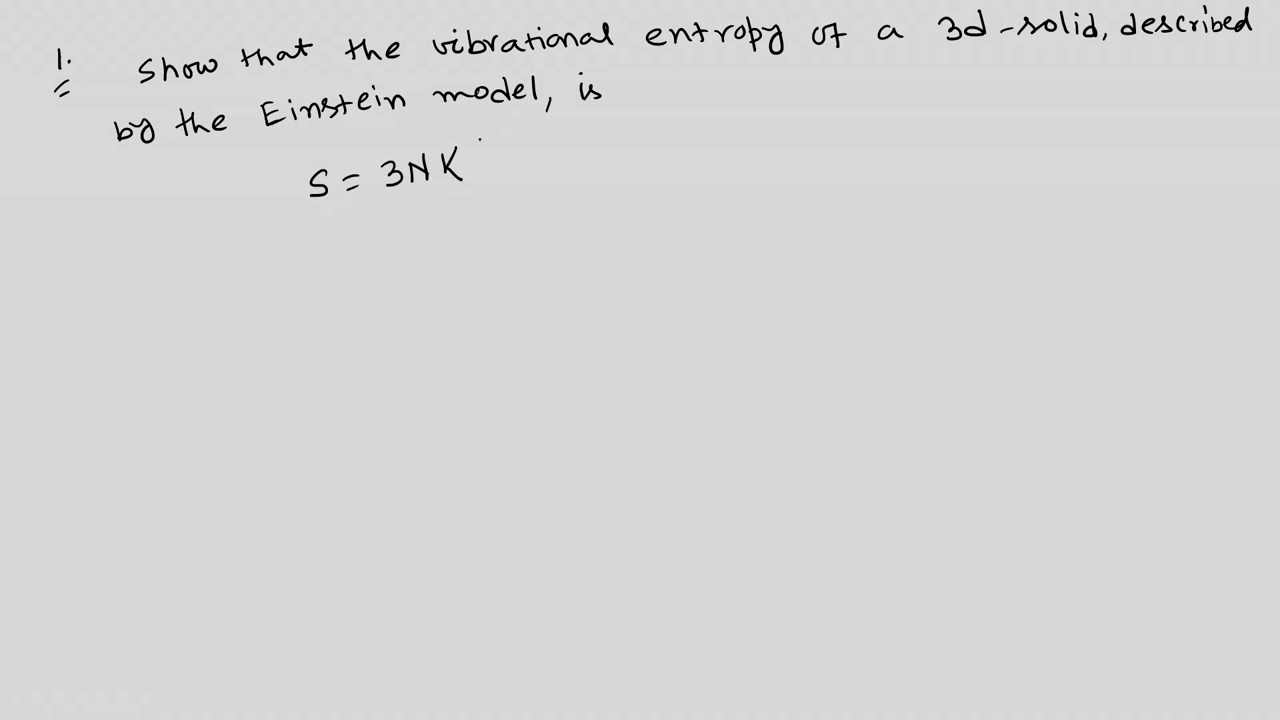 1. Show that the vibrational entropy of a 3d-solid, described
by the Einstein model, is
S = 3NK